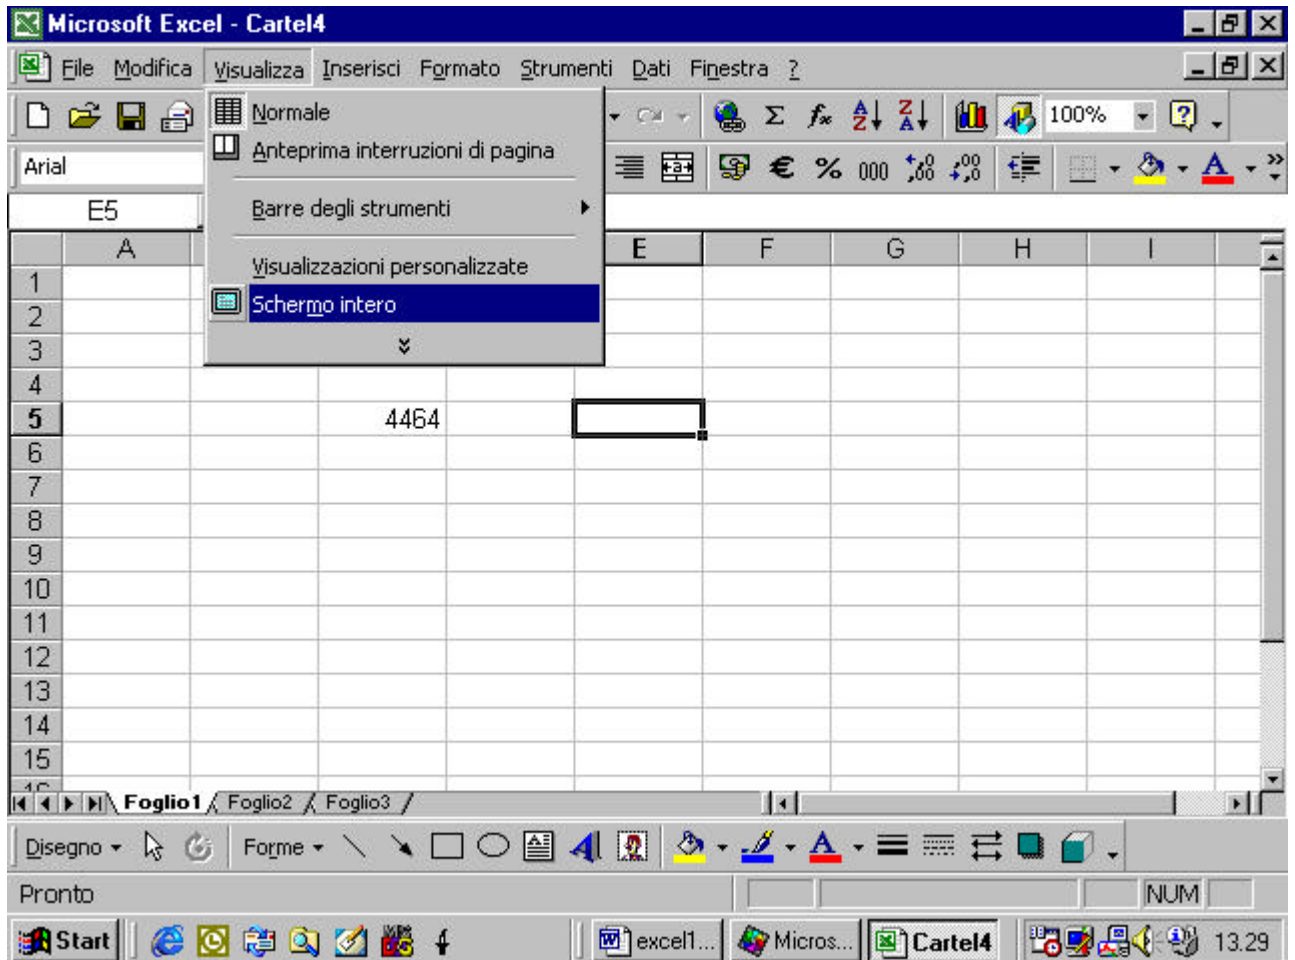 Microsoft Excel - Cartel4
File Modifica Visualizza Inserisci Formato Strumenti Dati Finestra ?
Normale
Anteprima interruzioni di pagina
Barre degli strumenti
Visualizzazioni personalizzate
Schermo intero
100%
Arial
€ % 000
E5
A E F G H I
1
2
3
4
5 4464
6
7
8
9
10
11
12
13
14
15
Foglio1 Foglio2 Foglio3
Disegno Forme
Pronto NUM
Start excel1... Micros... Cartel4 13.29